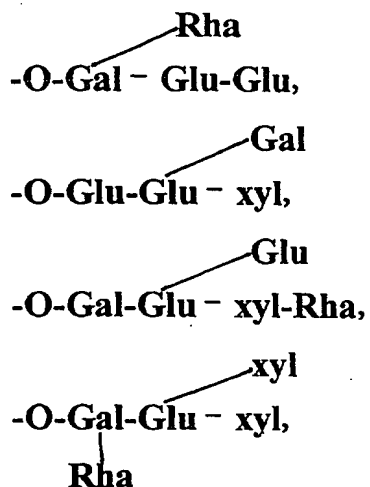 Rha
-O-Gal - Glu-Glu,
Gal
-O-Glu-Glu - xyl,
Glu
-O-Gal-Glu - xyl-Rha,
xyl
-O-Gal-Glu - xyl,
Rha